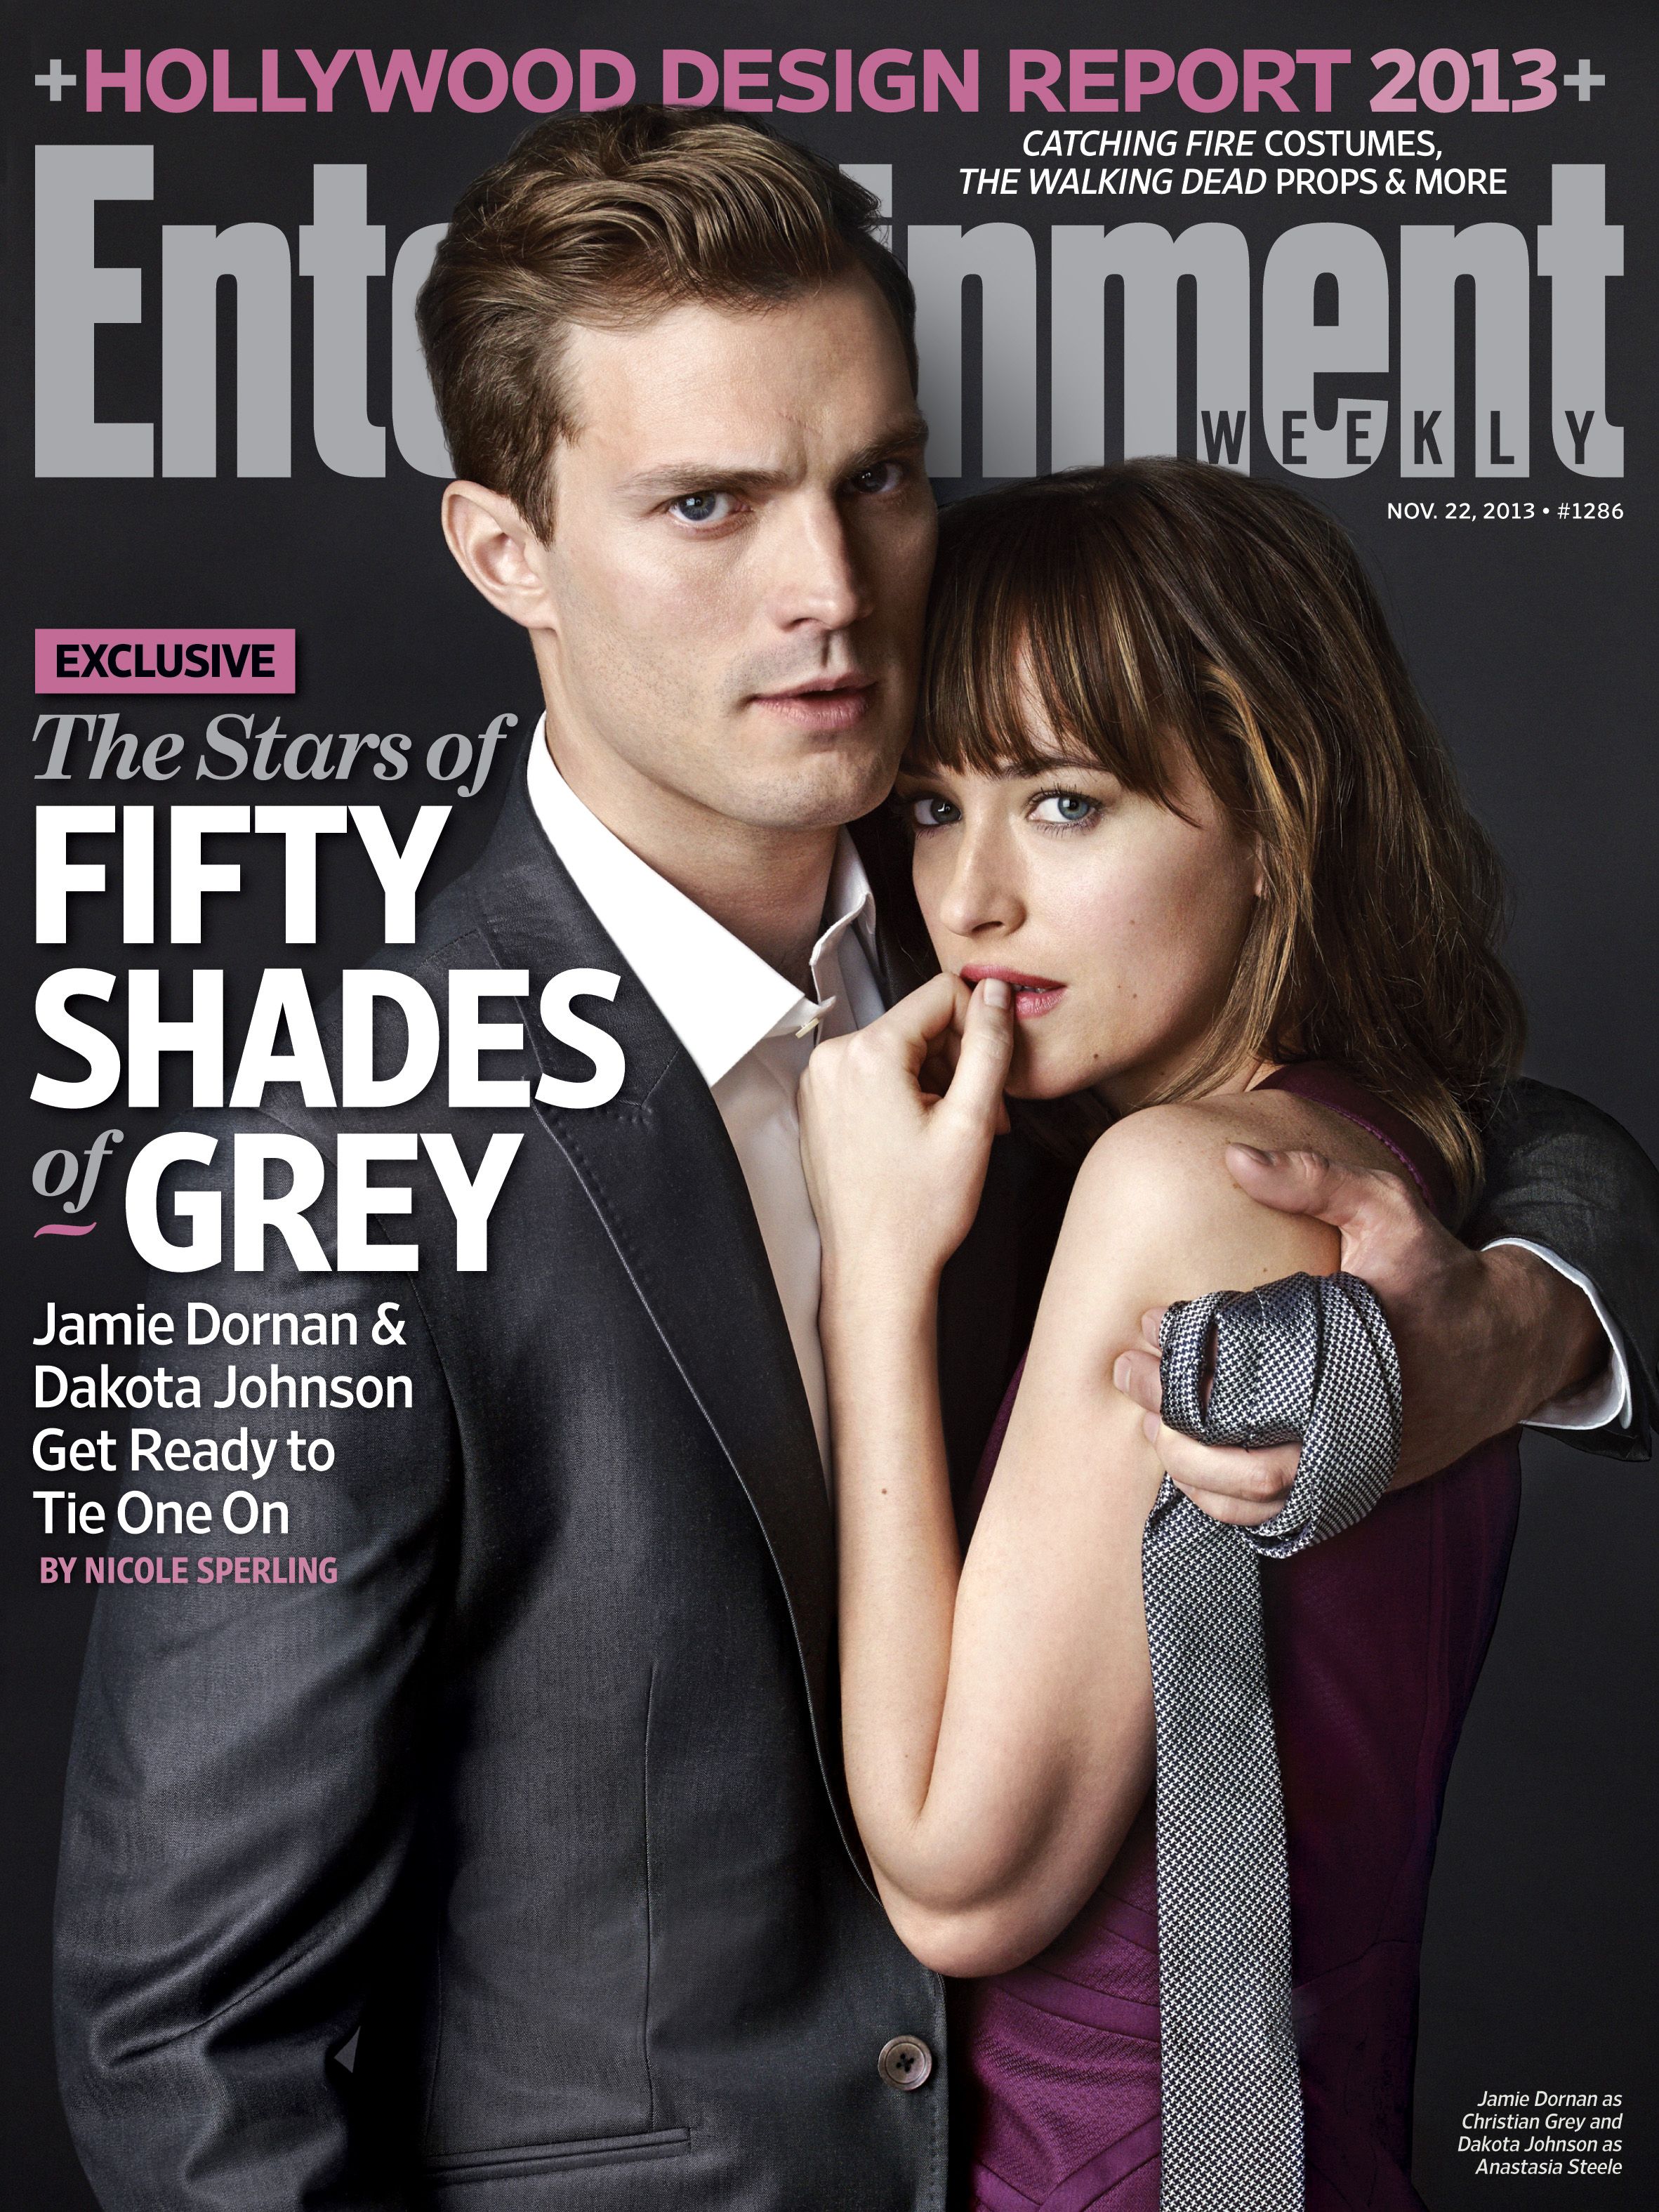 +HOLLYWOOD DESIGN REPORT 2013+
CATCHING FIRE COSTUMES,
THE WALKING DEAD PROPS & MORE
Ente inment
WEEKLY
NOV. 22, 2013 • #1286
EXCLUSIVE
The Stars of
FIFTY
SHADES
of GREY
Jamie Dornan &
Dakota Johnson
Get Ready to
Tie One On
BY NICOLE SPERLING
Jamie Dornan as
Christian Grey and
Dakota Johnson as
Anastasia Steele